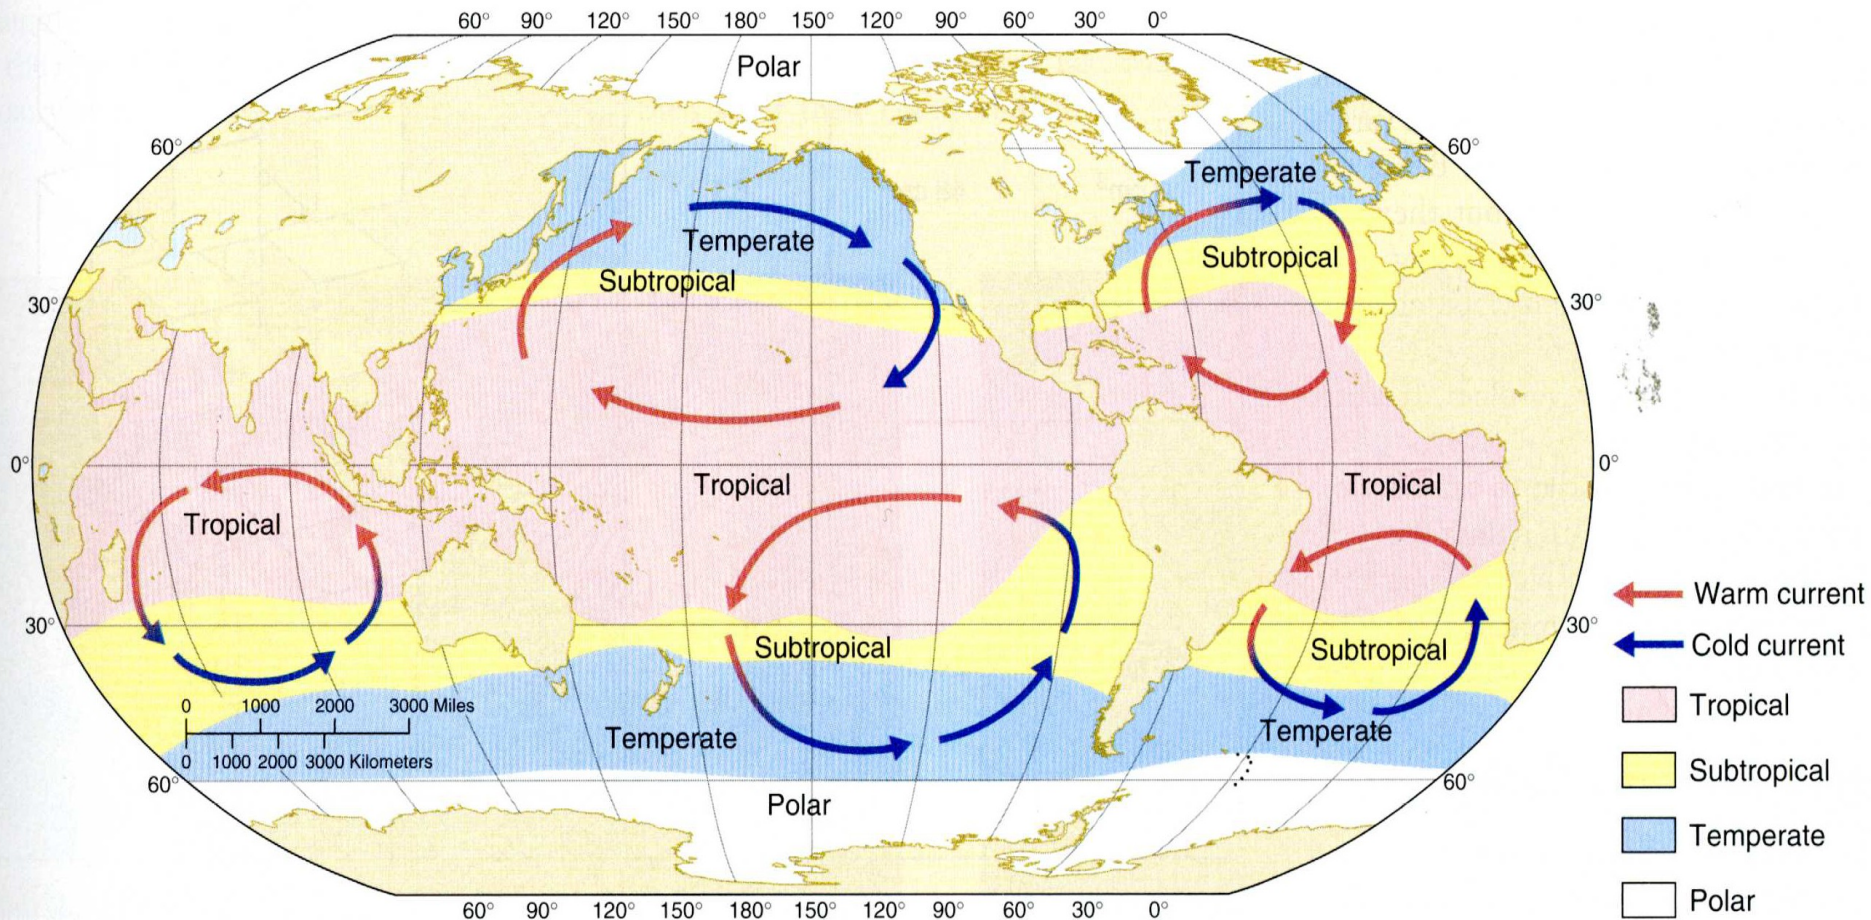 60° 90° 120° 150° 180° 150° 120° 90° 60° 30° 0°
Polar
60° 60°
Temperate
Temperate
Subtropical
Subtropical
30° 30°
0° 0°
Tropical Tropical
Tropical
30° 30°
Subtropical Subtropical
0 1000 2000 3000 Miles
Temperate Temperate
0 1000 2000 3000 Kilometers
60° 60°
Polar
60° 90° 120° 150° 180° 150° 120° 90° 60° 30° 0°
Warm current
Cold current
Tropical
Subtropical
Temperate
Polar